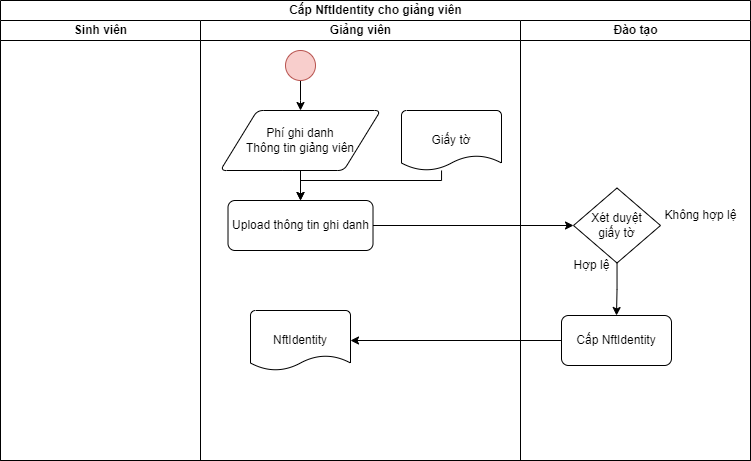 Cấp NftIdentity cho giảng viên
Sinh viên
Giảng viên
Đào tạo
Phí ghi danh
Thông tin giảng viên
Giấy tờ
Upload thông tin ghi danh
Xét duyệt
giấy tờ
Không hợp lệ
Hợp lệ
NftIdentity
Cấp NftIdentity